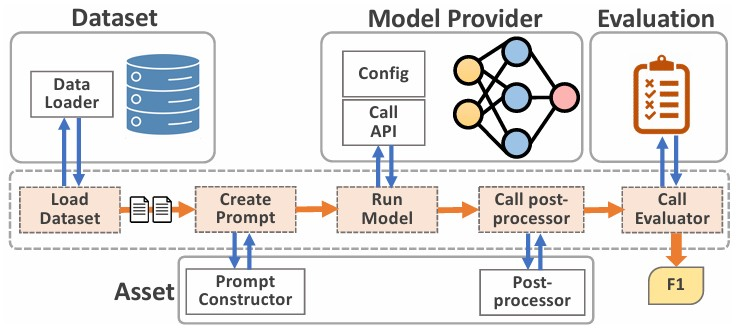 Dataset
Model Provider
Evaluation
Data
Loader
Config
Call
API
Load
Dataset
Create
Prompt
Run
Model
Call post-
processor
Call
Evaluator
Asset
Prompt
Constructor
Post-
processor
F1